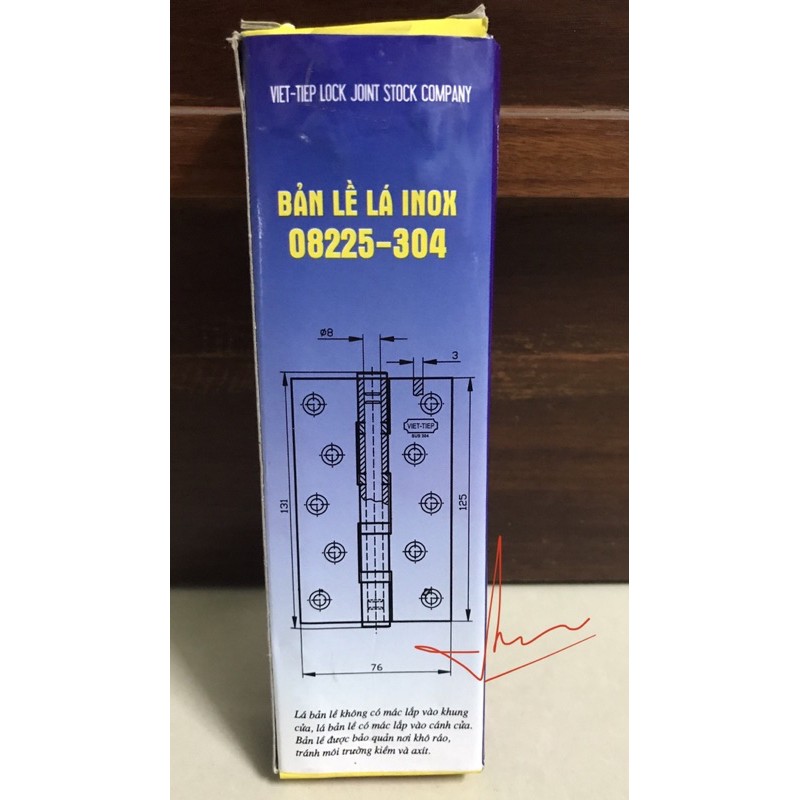 VIET-TIEP LOCK JOINT STOCK COMPANY
BẢN LỀ LÁ INOX
08225-304
Ø8
3
VIET-TIEP
SUS 304
131
125
76
Lá bản lề không có mác lắp vào khung
cửa, lá bản lề có mác lắp vào cánh cửa.
Bản lề được bảo quản nơi khô ráo,
tránh môi trường kiềm và axit.